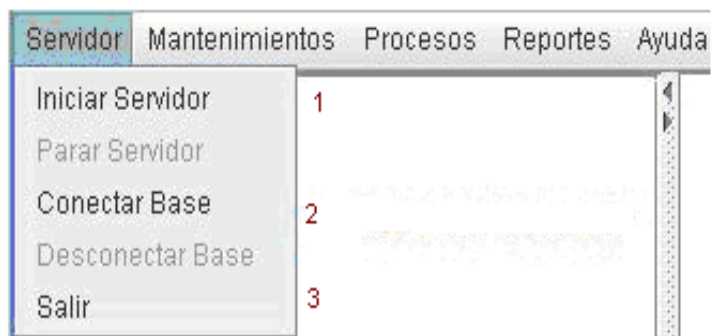 Servidor Mantenimientos Procesos Reportes Ayuda
Iniciar Servidor 1
Parar Servidor
Conectar Base 2
Desconectar Base
Salir 3